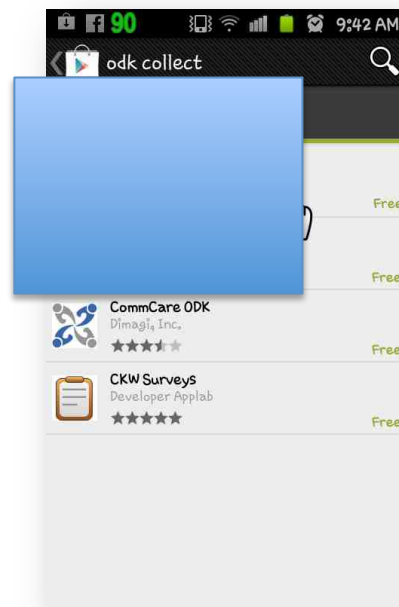 90 9:42 AM
odk collect
Free
Free
CommCare ODK
Dimagi, Inc.
Free
CKW Surveys
Developer Applab
Free